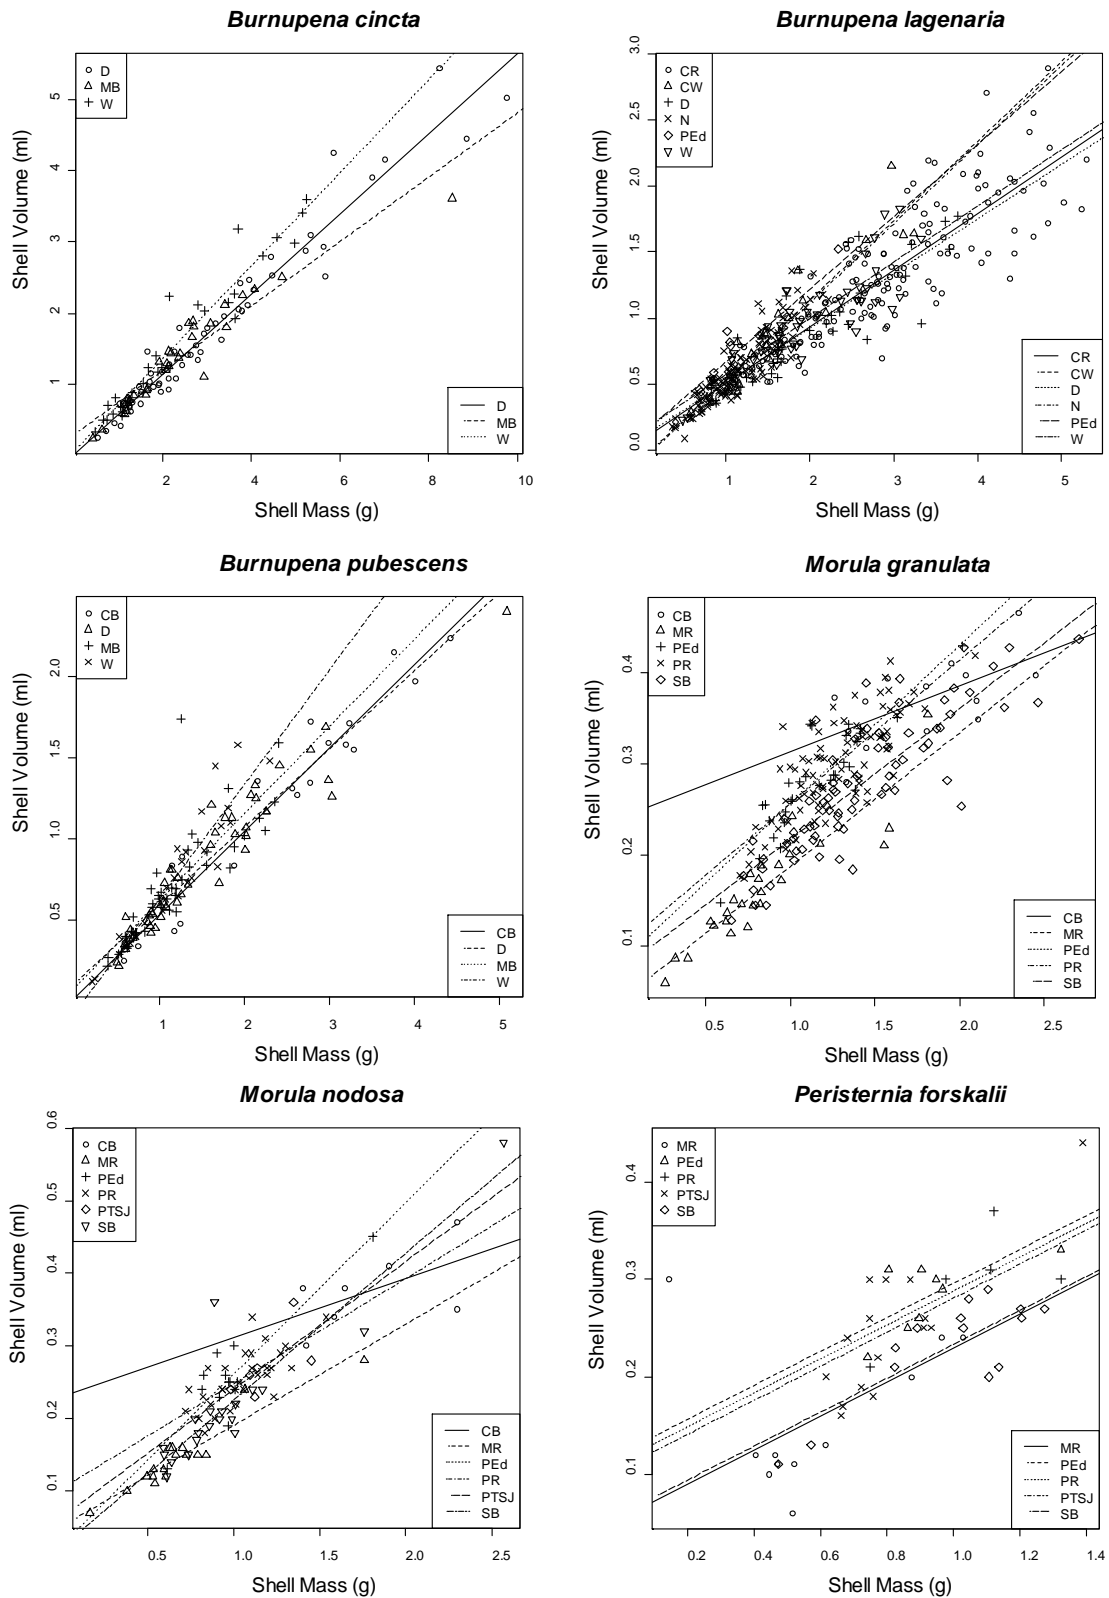 Burnupena cincta
Shell Volume (ml)
D
MB
W
5
4
3
2
1
D
MB
W
2
4
6
8
10
Shell Mass (g)
Burnupena lagenaria
Shell Volume (ml)
CR
CW
D
N
PEd
W
3.0
2.5
2.0
1.5
1.0
0.5
0.0
CR
CW
D
N
PEd
W
1
2
3
4
5
Shell Mass (g)
Burnupena pubescens
Shell Volume (ml)
CB
D
MB
W
2.0
1.5
1.0
0.5
CB
D
MB
W
1
2
3
4
5
Shell Mass (g)
Morula granulata
Shell Volume (ml)
CB
MR
PEd
PR
SB
0.4
0.3
0.2
0.1
CB
MR
PEd
PR
SB
0.5
1.0
1.5
2.0
2.5
Shell Mass (g)
Morula nodosa
Shell Volume (ml)
CB
MR
PEd
PR
PTSJ
SB
0.6
0.5
0.4
0.3
0.2
0.1
CB
MR
PEd
PR
PTSJ
SB
0.5
1.0
1.5
2.0
2.5
Shell Mass (g)
Peristernia forskalii
Shell Volume (ml)
MR
PEd
PR
PTSJ
SB
0.4
0.3
0.2
0.1
MR
PEd
PR
PTSJ
SB
0.2
0.4
0.6
0.8
1.0
1.2
1.4
Shell Mass (g)